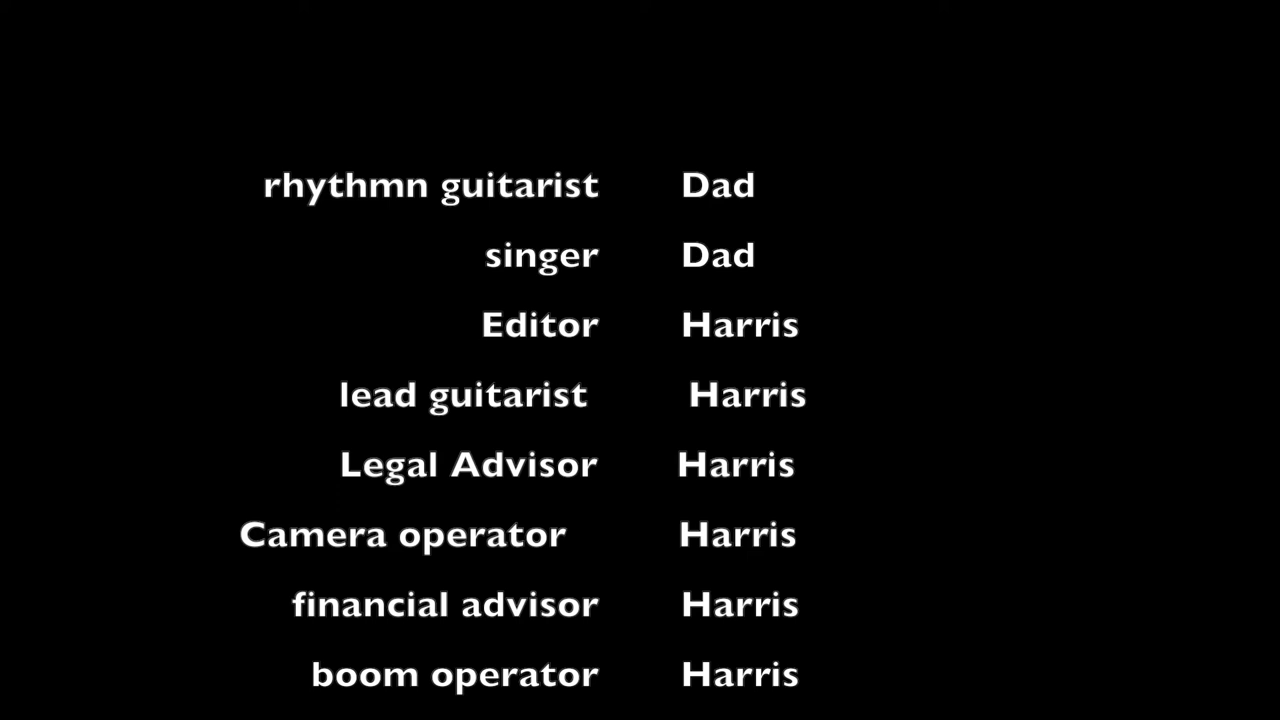 rhythmn guitarist Dad
singer Dad
Editor Harris
lead guitarist Harris
Legal Advisor Harris
Camera operator Harris
financial advisor Harris
boom operator Harris